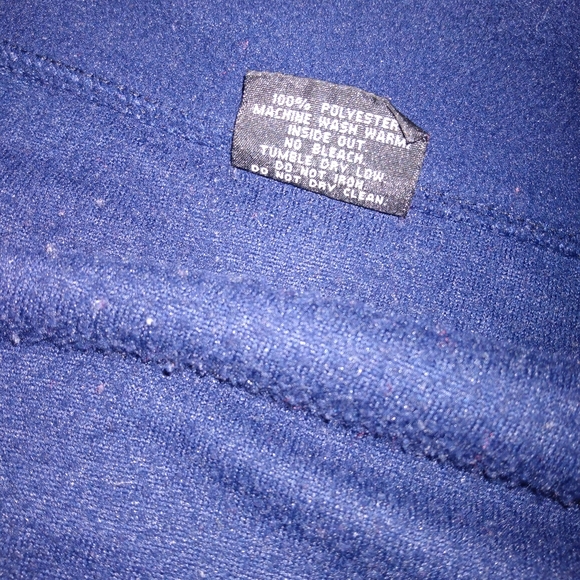 100% POLYESTER
MACHINE WASH WARM
INSIDE OUT
NO BLEACH
TUMBLE DRY LOW.
DO NOT IRON
DO NOT DRY CLEAN.